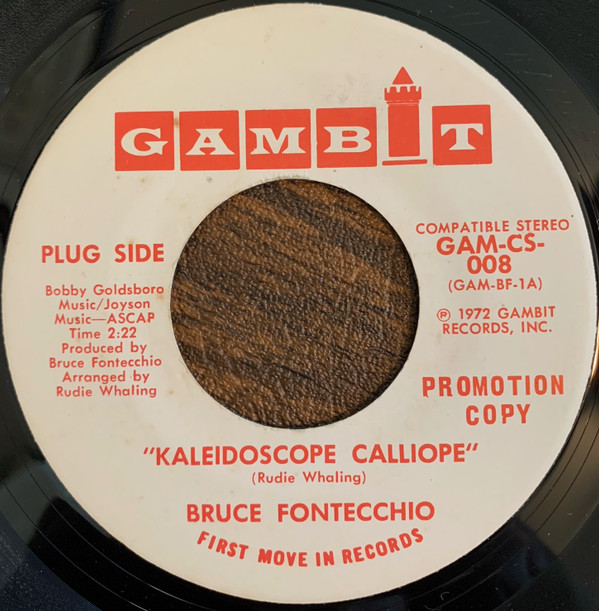 GAMBIT
PLUG SIDE
Bobby Goldsboro
Music/Joyson
Music—ASCAP
Time 2:22
Produced by
Bruce Fontecchio
Arranged by
Rudie Whaling
COMPATIBLE STEREO
GAM-CS-
008
(GAM-BF-1A)
℗ 1972 GAMBIT
RECORDS, INC.
PROMOTION
COPY
"KALEIDOSCOPE CALLIOPE"
(Rudie Whaling)
BRUCE FONTECCHIO
FIRST MOVE IN RECORDS